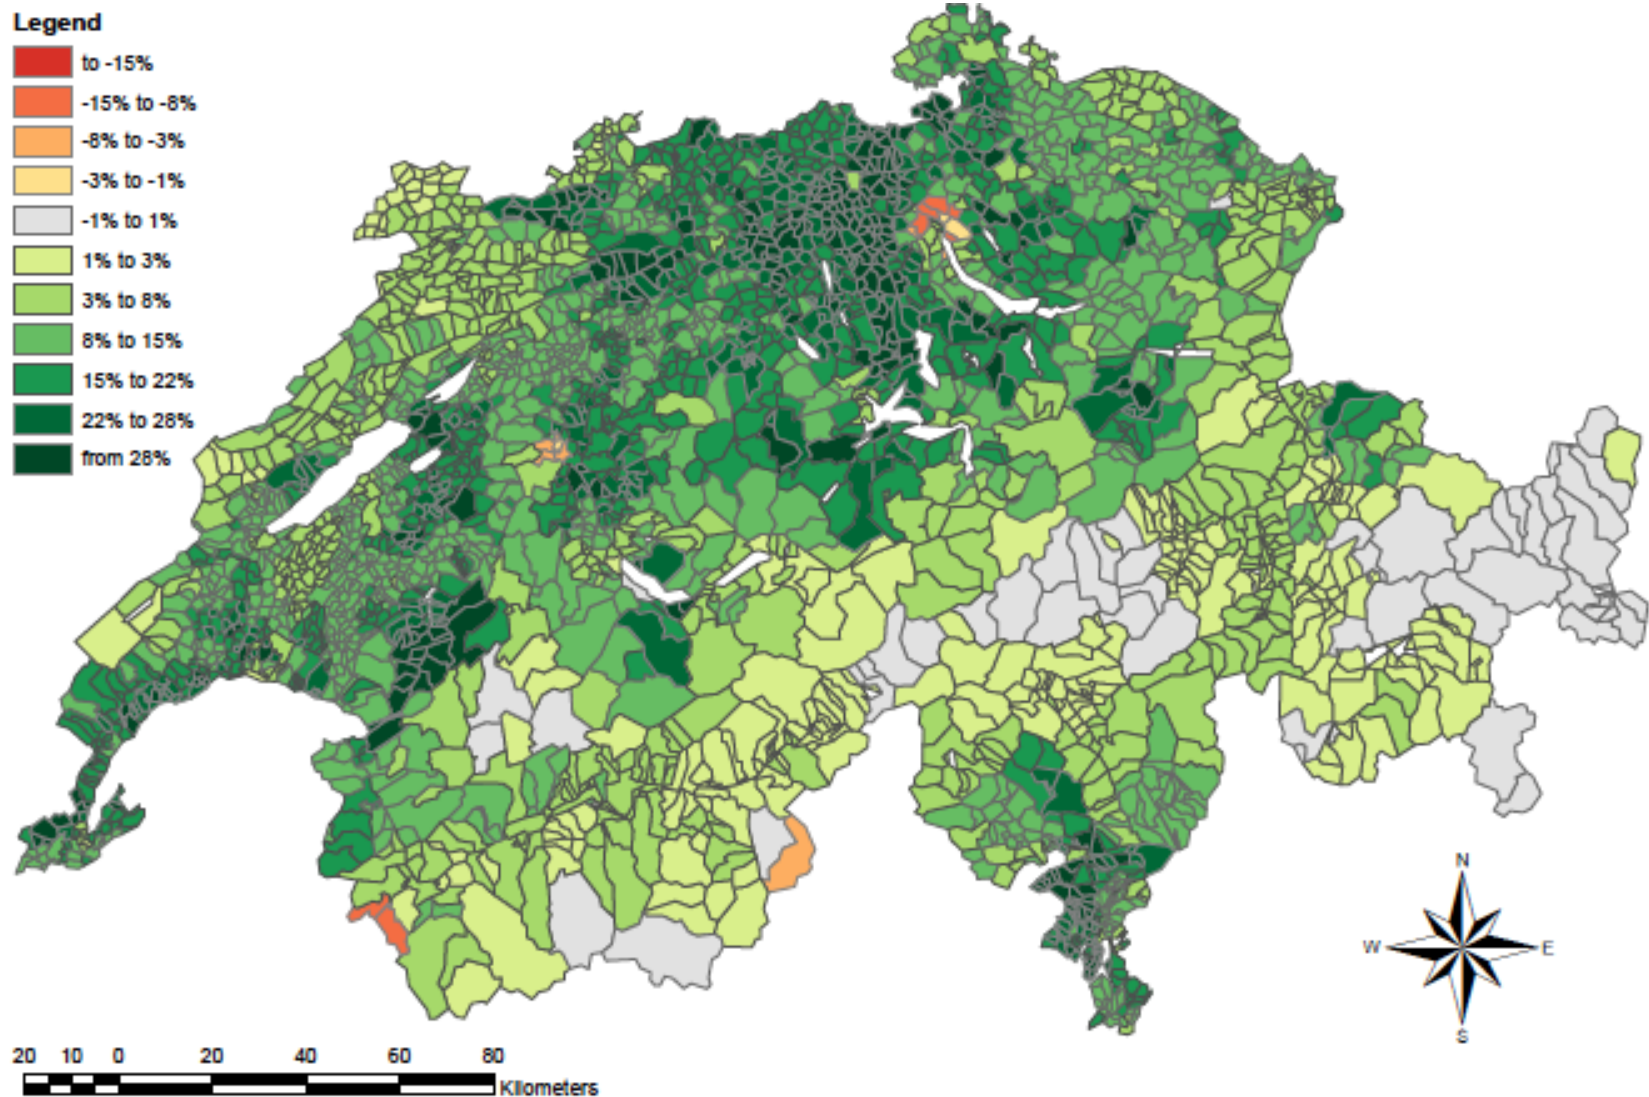 Legend
to -15%
-15% to -8%
-8% to -3%
-3% to -1%
-1% to 1%
1% to 3%
3% to 8%
8% to 15%
15% to 22%
22% to 28%
from 28%
N
W E
S
20 10 0 20 40 60 80
Kilometers